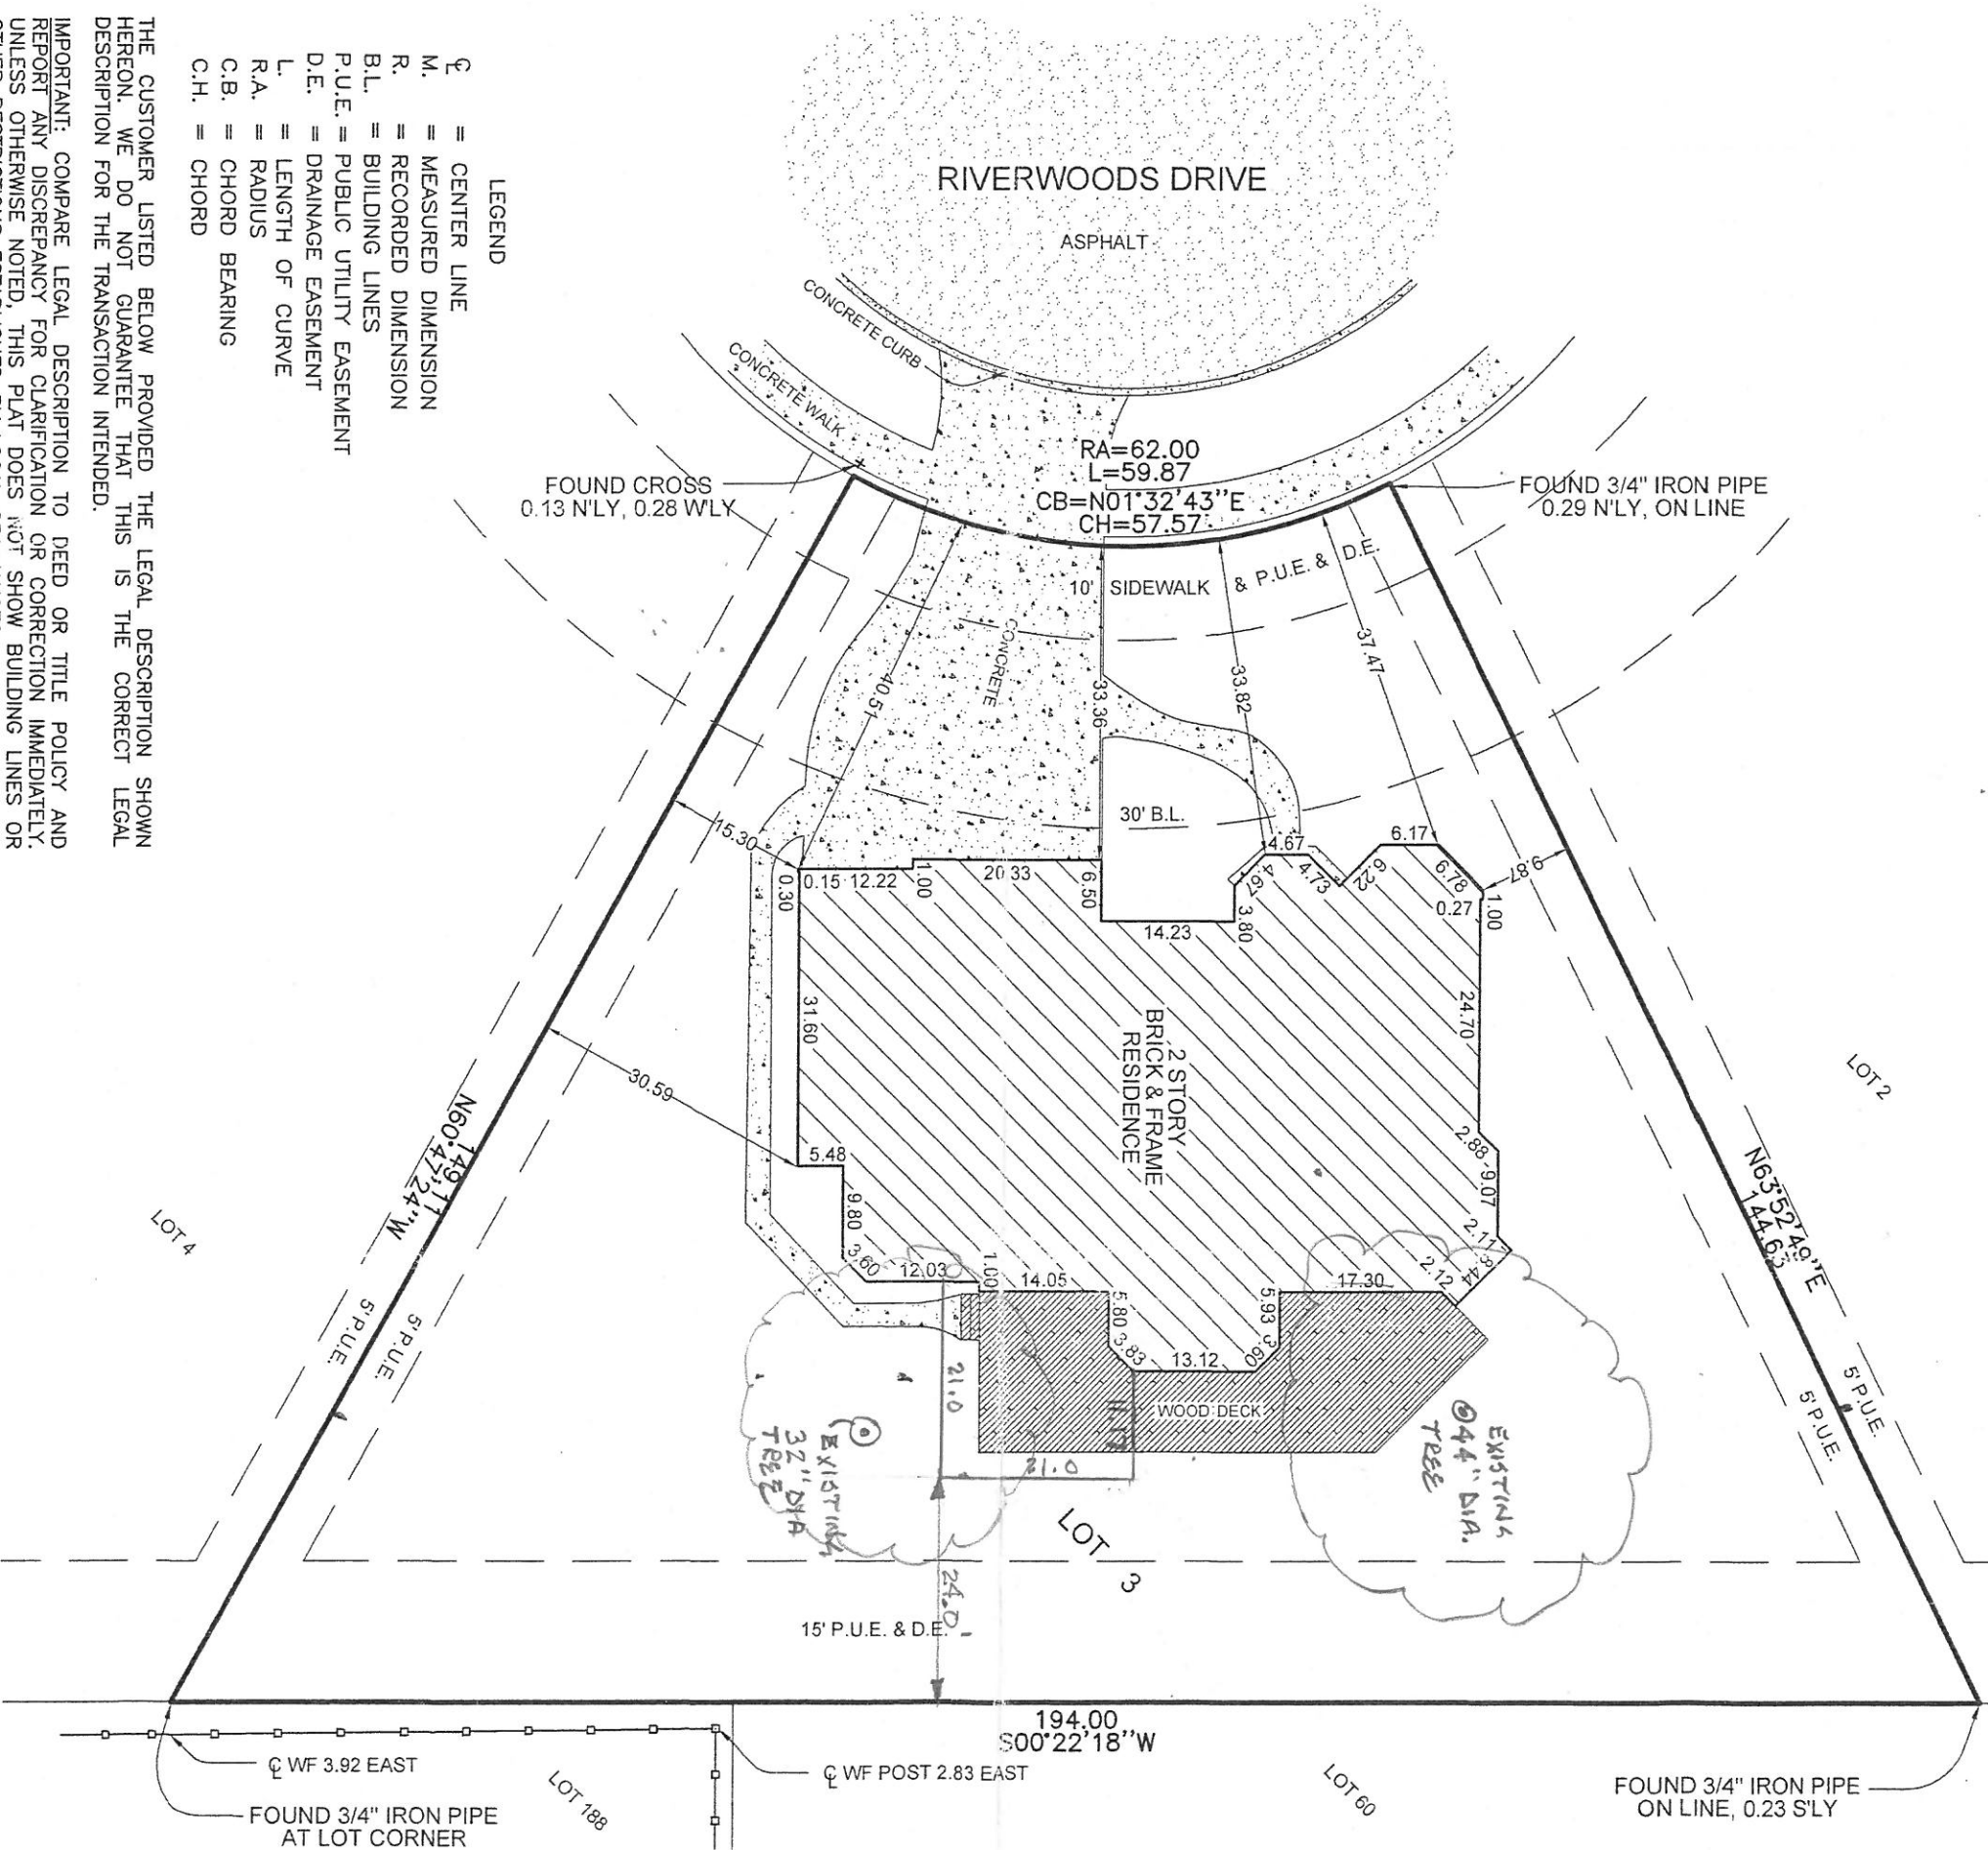 RIVERWOODS DRIVE
ASPHALT
CONCRETE CURB
CONCRETE WALK
LEGEND
℄ = CENTER LINE
M. = MEASURED DIMENSION
R. = RECORDED DIMENSION
B.L. = BUILDING LINES
P.U.E. = PUBLIC UTILITY EASEMENT
D.E. = DRAINAGE EASEMENT
L. = LENGTH OF CURVE
R.A. = RADIUS
C.B. = CHORD BEARING
C.H. = CHORD
THE CUSTOMER LISTED BELOW PROVIDED THE LEGAL DESCRIPTION SHOWN
HEREON. WE DO NOT GUARANTEE THAT THIS IS THE CORRECT LEGAL
DESCRIPTION FOR THE TRANSACTION INTENDED.
IMPORTANT: COMPARE LEGAL DESCRIPTION TO DEED OR TITLE POLICY AND
REPORT ANY DISCREPANCY FOR CLARIFICATION OR CORRECTION IMMEDIATELY.
UNLESS OTHERWISE NOTED, THIS PLAT DOES NOT SHOW BUILDING LINES OR
RA=62.00
L=59.87
CB=N01°32'43"E
CH=57.57
FOUND CROSS
0.13 N'LY, 0.28 W'LY
FOUND 3/4" IRON PIPE
0.29 N'LY, ON LINE
10' SIDEWALK & P.U.E. & D.E.
CONCRETE
40.51
33.36
33.82
37.47
30' B.L.
15.30
9.87
0.30
0.15
12.22
1.00
20.33
6.50
14.23
3.80
4.67
4.67
4.73
6.22
6.17
6.78
0.27
1.00
31.60
24.70
2 STORY
BRICK & FRAME
RESIDENCE
30.59
5.48
9.80
3.60
12.03
1.00
14.05
5.80
3.83
13.12
3.60
5.93
17.30
2.12
8.44
2.11
9.07
2.88
LOT 2
N63°52'49"E
144.63
149.11
N60°47'24"W
LOT 4
5' P.U.E.
5' P.U.E.
5' P.U.E.
5' P.U.E.
WOOD DECK
11.17
21.0
21.0
EXISTING
32" DIA
TREE
EXISTING
44" DIA.
TREE
LOT 3
24.0'
15' P.U.E. & D.E.
194.00
S00°22'18"W
℄ WF 3.92 EAST
℄ WF POST 2.83 EAST
FOUND 3/4" IRON PIPE
AT LOT CORNER
LOT 188
LOT 60
FOUND 3/4" IRON PIPE
ON LINE, 0.23 S'LY